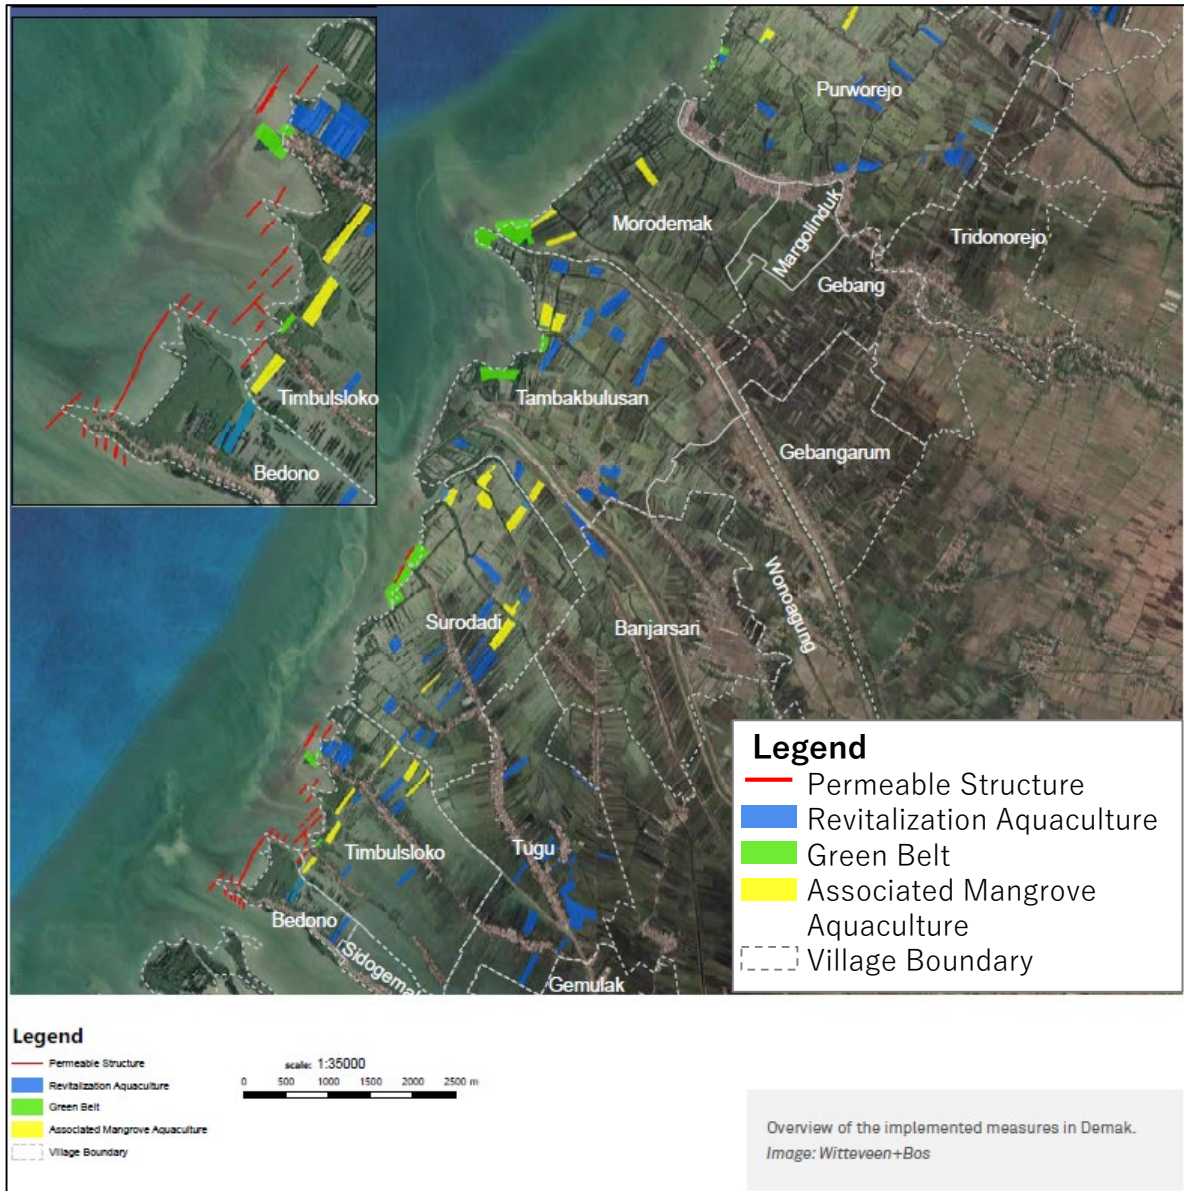 Timbulsloko
Bedono
Purworejo
Morodemak
Margolinduk
Tridonorejo
Gebang
Tambakbulusan
Gebangarum
Wonoagung
Surodadi
Banjarsari
Timbulsloko
Tugu
Bedono
Gemulak
Legend
Permeable Structure
Revitalization Aquaculture
Green Belt
Associated Mangrove
Aquaculture
Village Boundary
Legend
Permeable Structure
Revitalization Aquaculture
Green Belt
Associated Mangrove Aquaculture
Village Boundary
scale: 1:35000
0 500 1000 1500 2000 2500 m
Overview of the implemented measures in Demak.
Image: Witteveen+Bos